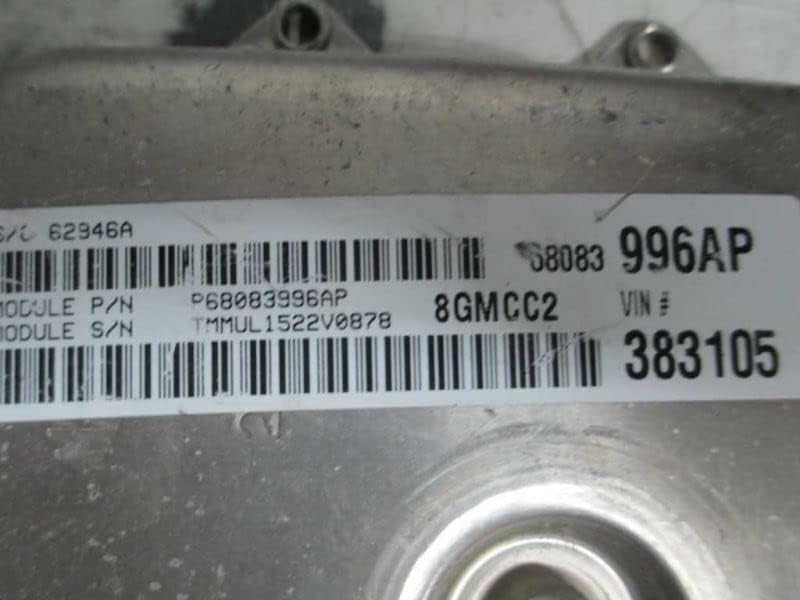 S/C 62946A
68083 996AP
MODULE P/N P68083996AP
MODULE S/N TMMUL1522V0878
8GMCC2
VIN #
383105